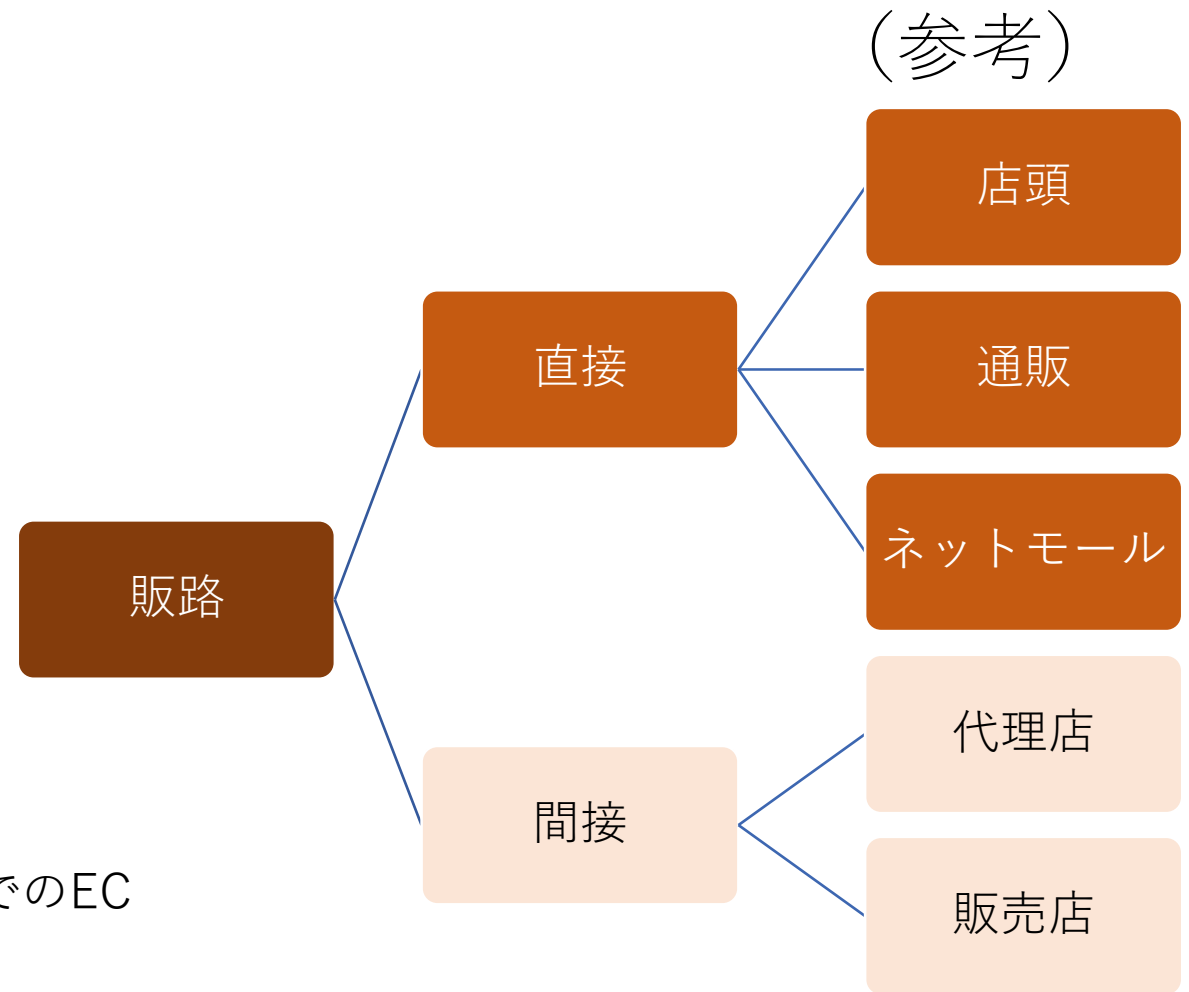 （参考）
店頭
直接
通販
ネットモール
販路
代理店
間接
でのEC
販売店